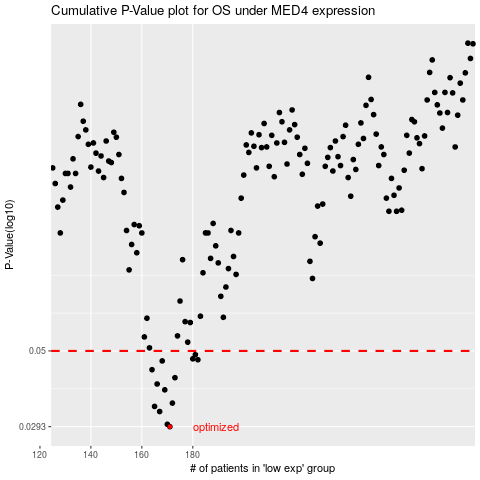 Cumulative P-Value plot for OS under MED4 expression
P-Value(log10)
0.05
0.0293
optimized
120 140 160 180
# of patients in 'low exp' group